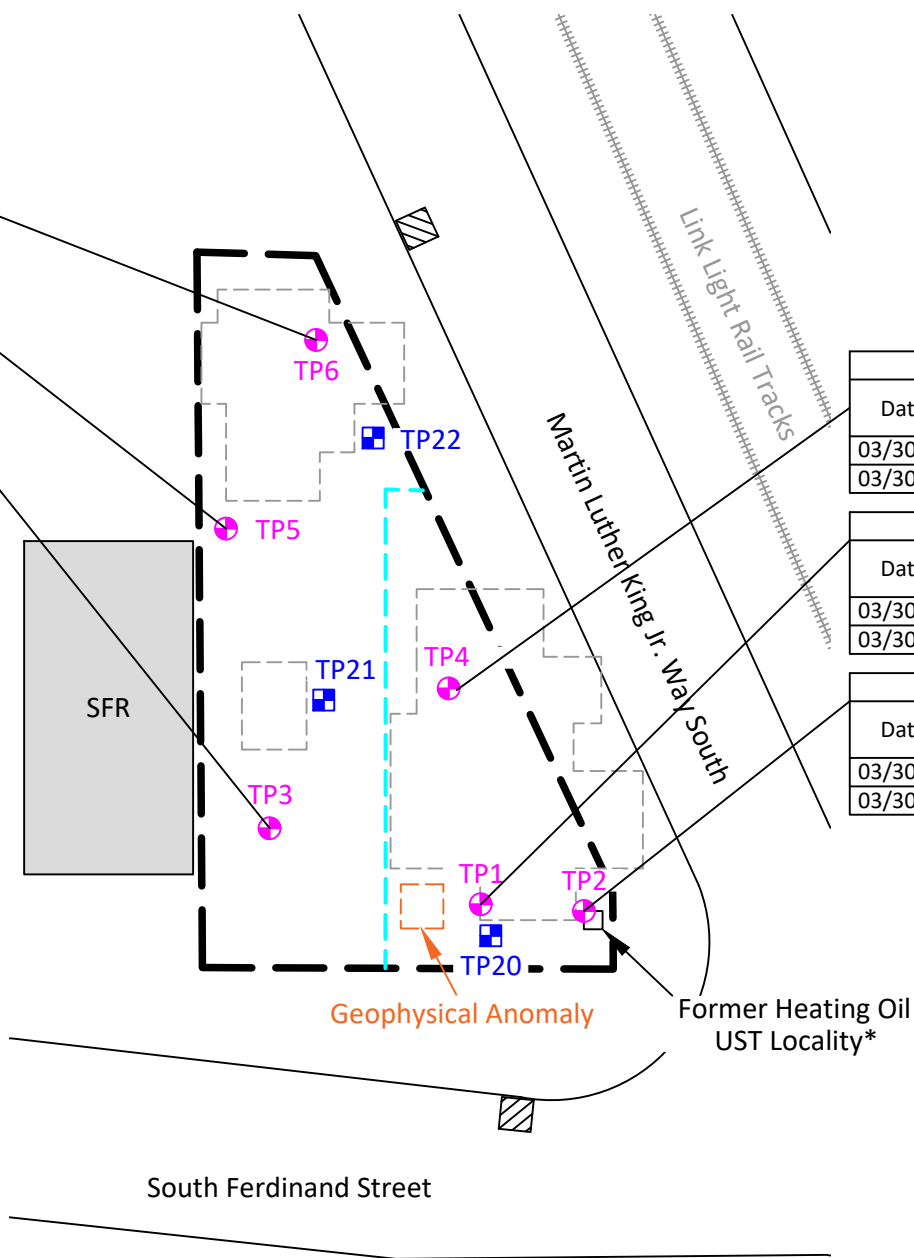 Link Light Rail Tracks
TP6
TP22
Martin Luther King Jr. Way South
Dat
03/30
03/30
TP5
Dat
03/30
03/30
TP4
TP21
SFR
Dat
03/30
03/30
TP3
TP1
TP2
TP20
Geophysical Anomaly
Former Heating Oil
UST Locality*
South Ferdinand Street